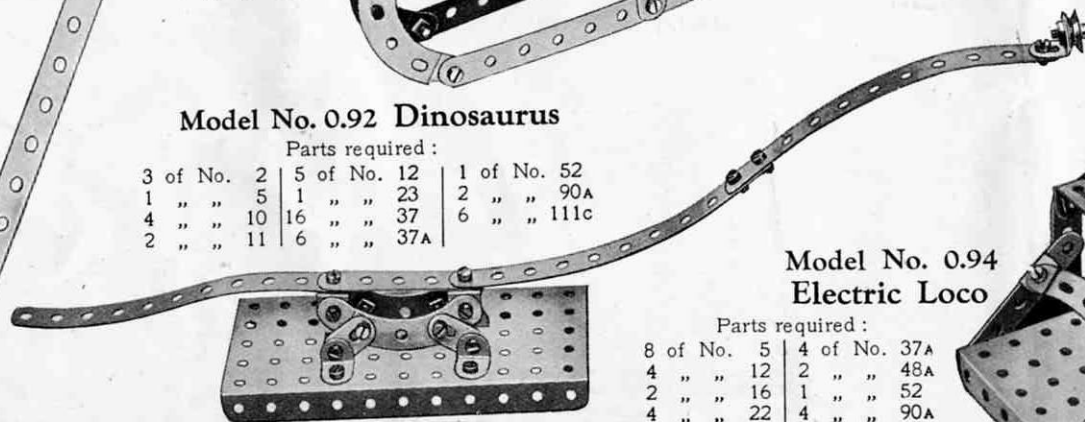 Model No. 0.92 Dinosaurus
Parts required :
3 of No. 2 | 5 of No. 12 | 1 of No. 52
1 „ „ 5 | 1 „ „ 23 | 2 „ „ 90A
4 „ „ 10 | 16 „ „ 37 | 6 „ „ 111c
2 „ „ 11 | 6 „ „ 37A
Model No. 0.94
Electric Loco
Parts required :
8 of No. 5 | 4 of No. 37A
4 „ „ 12 | 2 „ „ 48A
2 „ „ 16 | 1 „ „ 52
4 „ „ 22 | 4 „ „ 90A